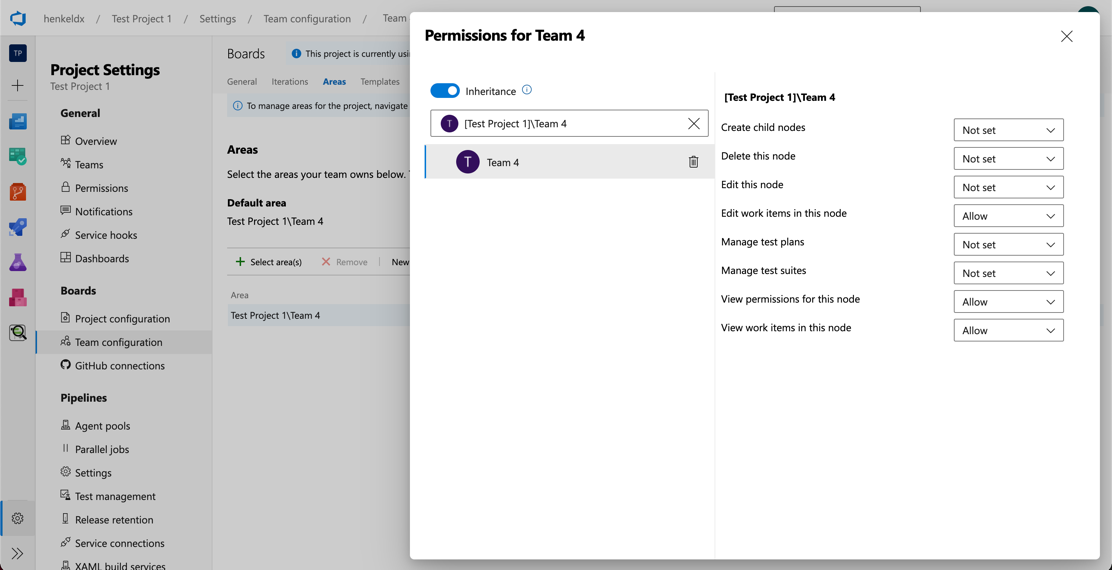 henkeldx / Test Project 1 / Settings / Team configuration / Team
TP
Project Settings
Test Project 1
General
Overview
Teams
Permissions
Notifications
Service hooks
Dashboards
Boards
Project configuration
Team configuration
GitHub connections
Pipelines
Agent pools
Parallel jobs
Settings
Test management
Release retention
Service connections
XAML build services
Boards
This project is currently usi
General Iterations Areas Templates
To manage areas for the project, navigate
Areas
Select the areas your team owns below.
Default area
Test Project 1\Team 4
Select area(s) Remove New
Area
Test Project 1\Team 4
Permissions for Team 4
Inheritance
T [Test Project 1]\Team 4
T Team 4
[Test Project 1]\Team 4
Create child nodes Not set
Delete this node Not set
Edit this node Not set
Edit work items in this node Allow
Manage test plans Not set
Manage test suites Not set
View permissions for this node Allow
View work items in this node Allow